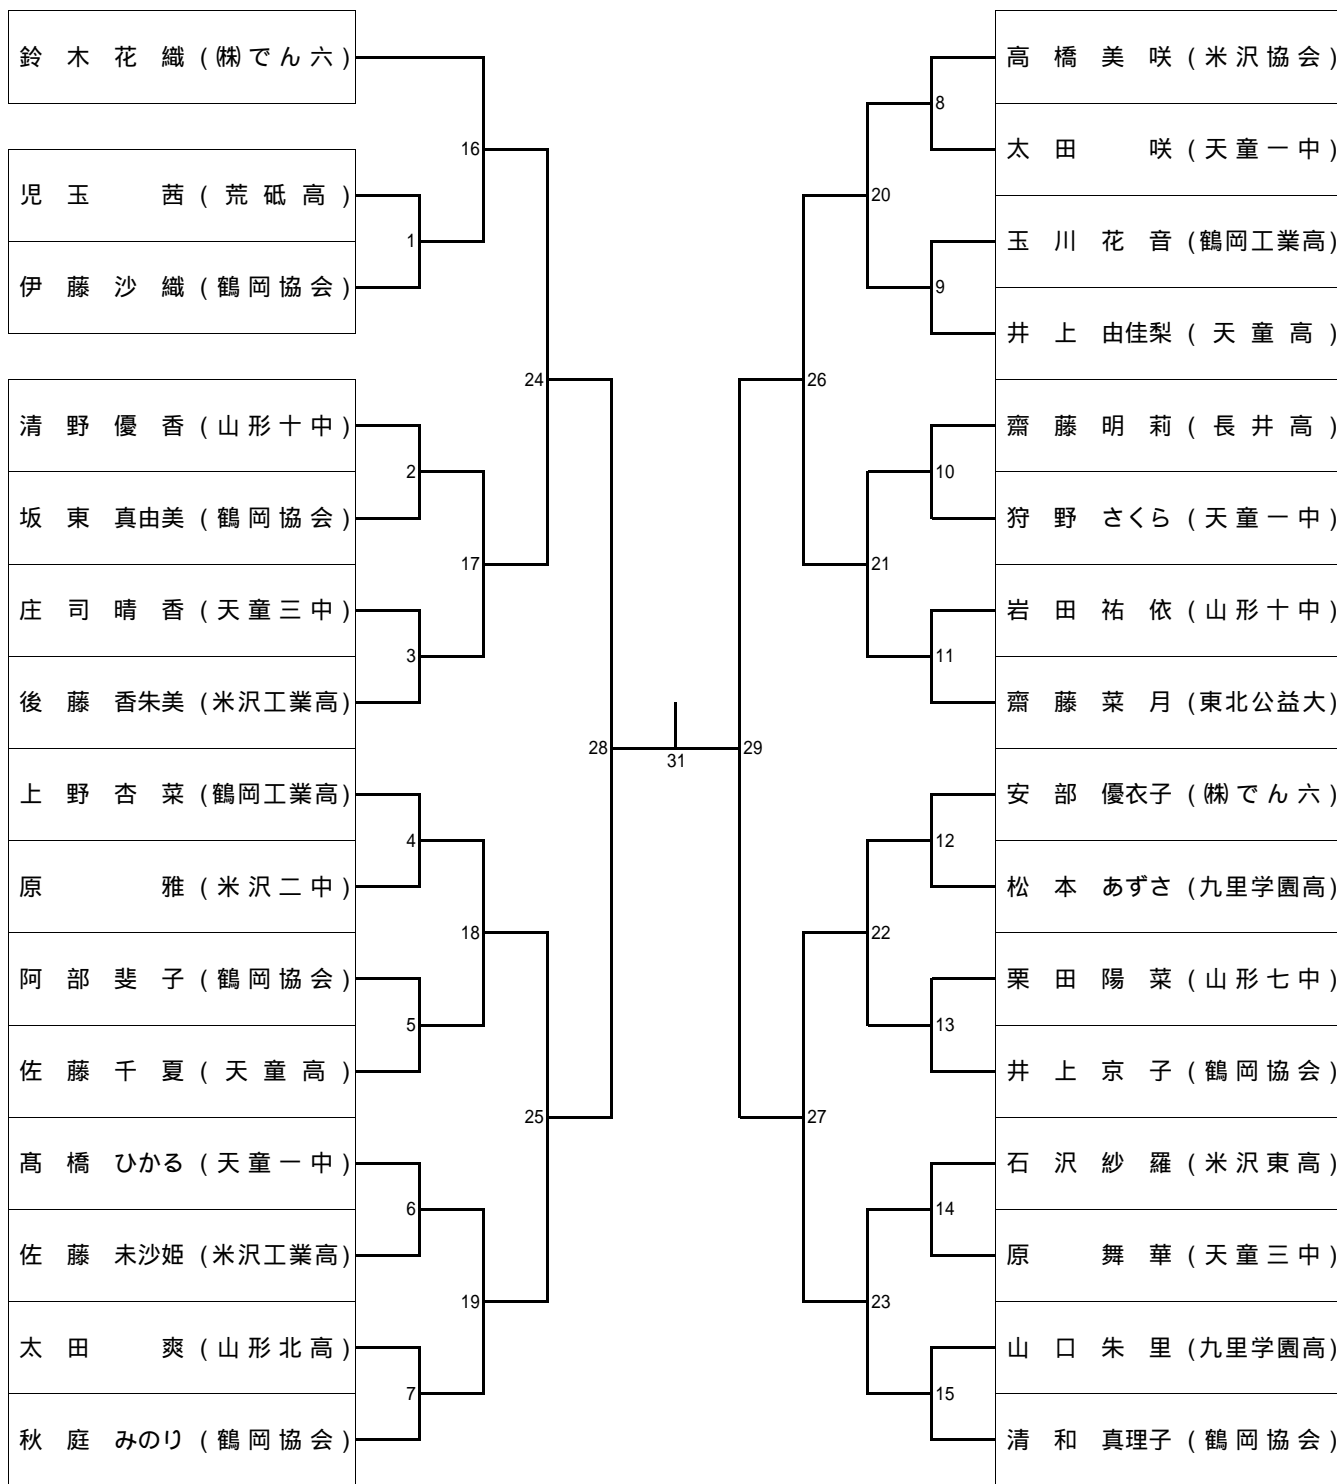 鈴木花織(㈱でん六)
16
児玉茜(荒砥高)
1
伊藤沙織(鶴岡協会)
24
清野優香(山形十中)
2
坂東真由美(鶴岡協会)
17
庄司晴香(天童三中)
3
後藤香朱美(米沢工業高)
28
上野杏菜(鶴岡工業高)
4
原雅(米沢二中)
18
阿部斐子(鶴岡協会)
5
佐藤千夏(天童高)
25
髙橋ひかる(天童一中)
6
佐藤未沙姫(米沢工業高)
19
太田爽(山形北高)
7
秋庭みのり(鶴岡協会)
31
高橋美咲(米沢協会)
8
太田咲(天童一中)
20
玉川花音(鶴岡工業高)
9
井上由佳梨(天童高)
26
齋藤明莉(長井高)
10
狩野さくら(天童一中)
21
岩田祐依(山形十中)
11
齋藤菜月(東北公益大)
29
安部優衣子(㈱でん六)
12
松本あずさ(九里学園高)
22
栗田陽菜(山形七中)
13
井上京子(鶴岡協会)
27
石沢紗羅(米沢東高)
14
原舞華(天童三中)
23
山口朱里(九里学園高)
15
清和真理子(鶴岡協会)